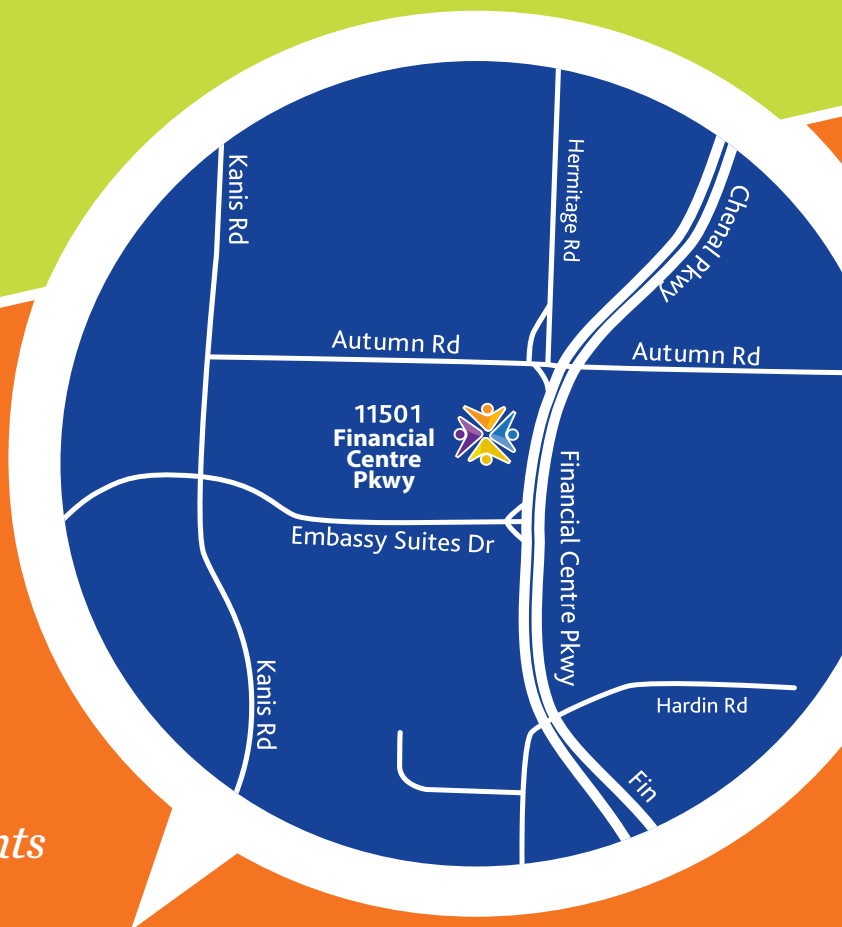 Kanis Rd
Hermitage Rd
Chenal Pkwy
Autumn Rd
Autumn Rd
11501
Financial
Centre
Pkwy
Financial Centre Pkwy
Embassy Suites Dr
Kanis Rd
Hardin Rd
Fin
nts